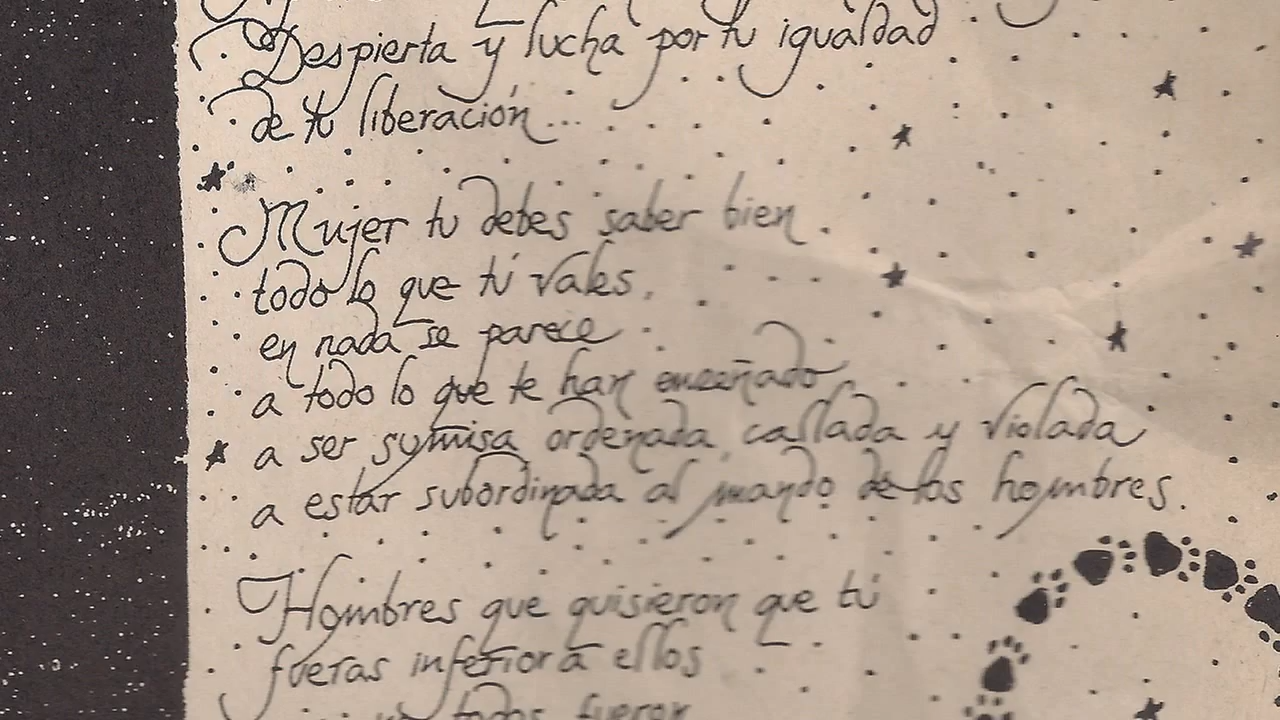 Despierta y lucha por tu igualdad
de tu liberación...
Mujer tu debes saber bien
todo lo que tú vales,
en nada se parece
a todo lo que te han enseñado
a ser sumisa, ordenada, callada y violada
a estar subordinada al mando de los hombres.
Hombres que quisieron que tú
fueras inferior a ellos
todos fueron